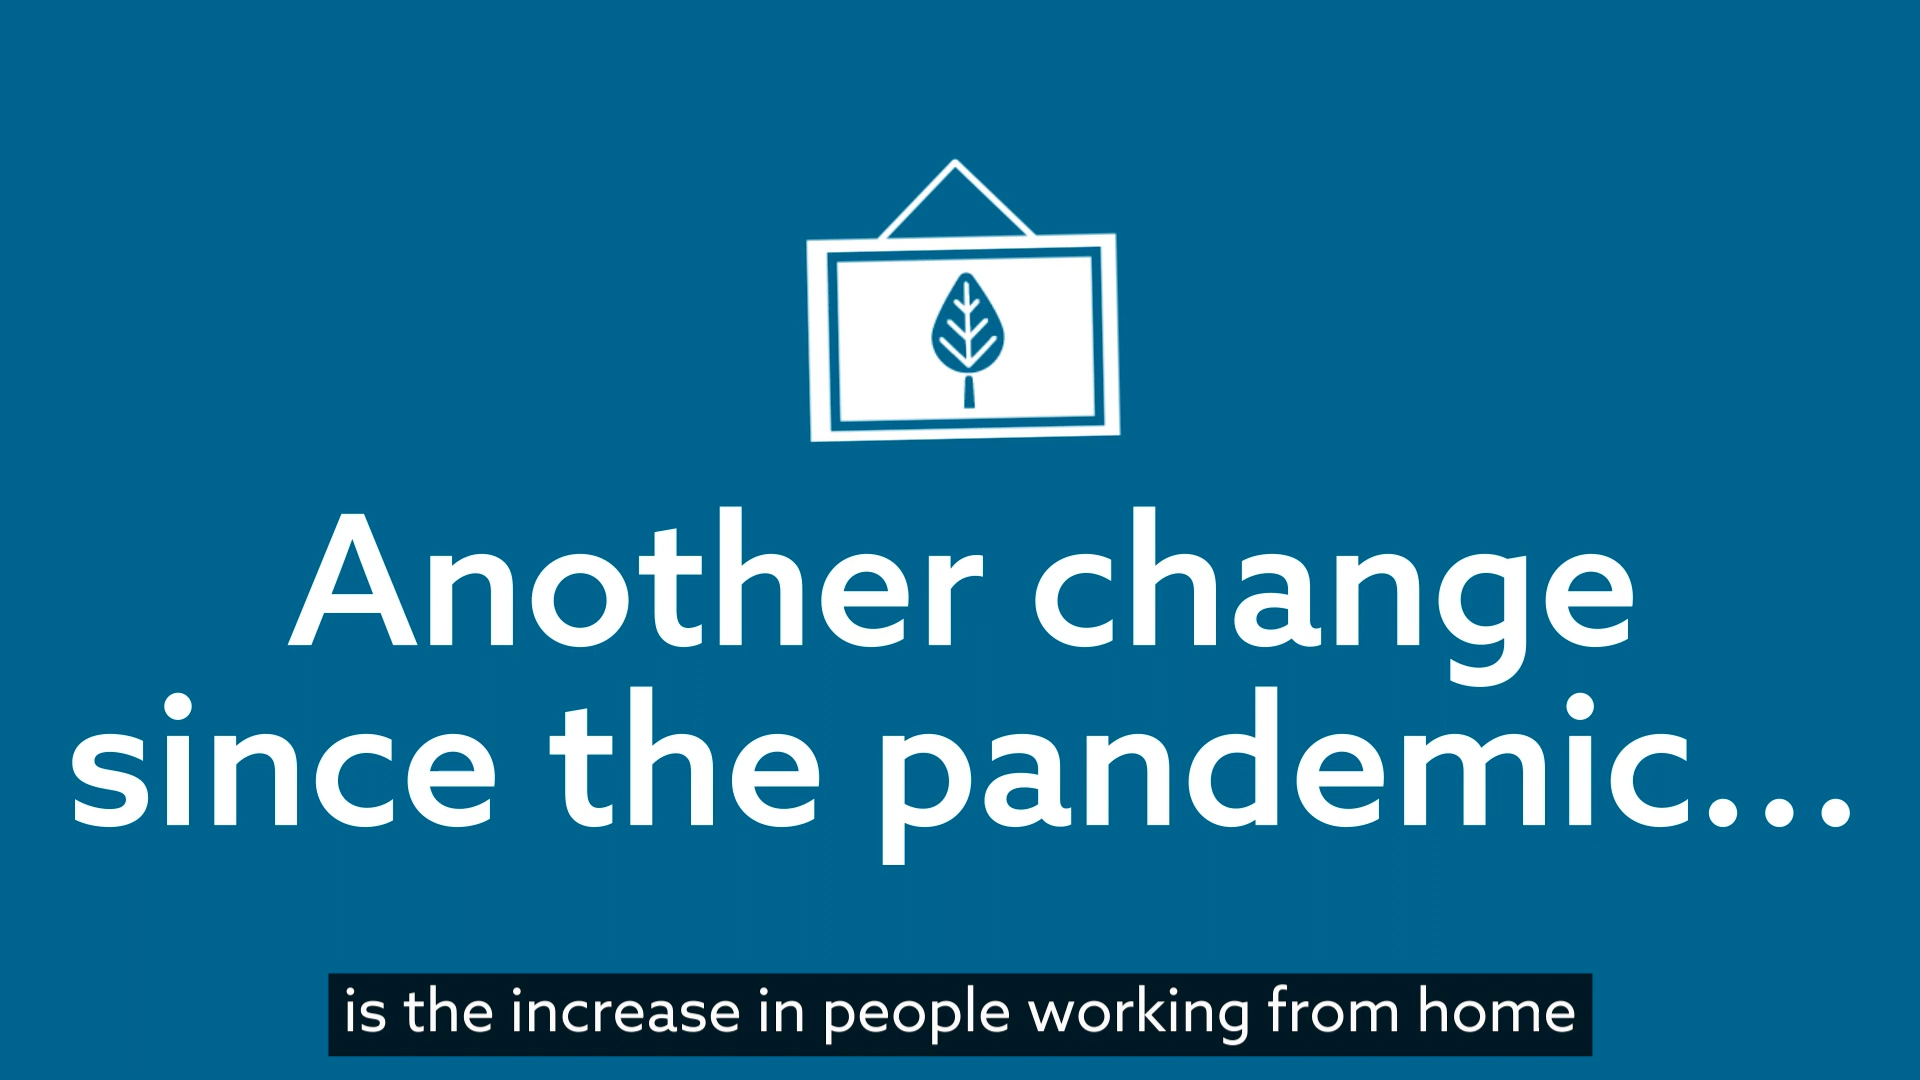 Another change
since the pandemic...
is the increase in people working from home